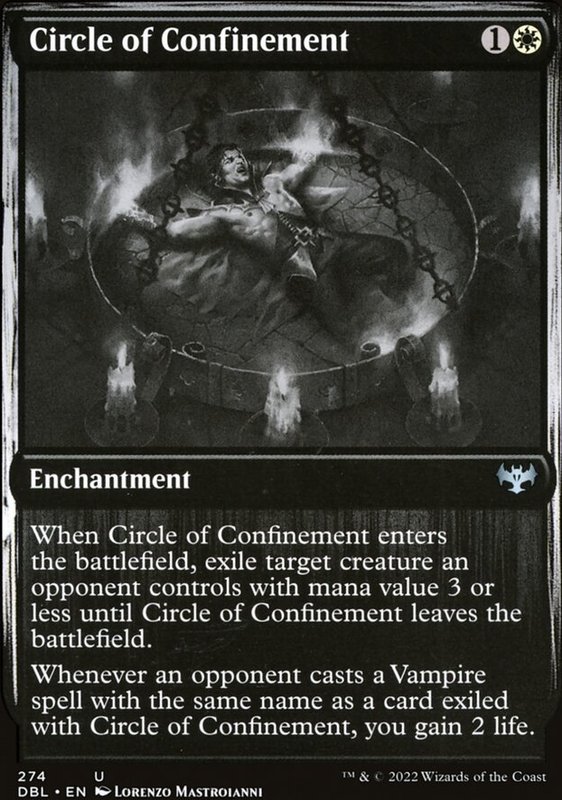 Circle of Confinement 1
Enchantment
When Circle of Confinement enters
the battlefield, exile target creature an
opponent controls with mana value 3 or
less until Circle of Confinement leaves the
battlefield.
Whenever an opponent casts a Vampire
spell with the same name as a card exiled
with Circle of Confinement, you gain 2 life.
274 U
DBL • EN Lorenzo Mastroianni
™ & © 2022 Wizards of the Coast